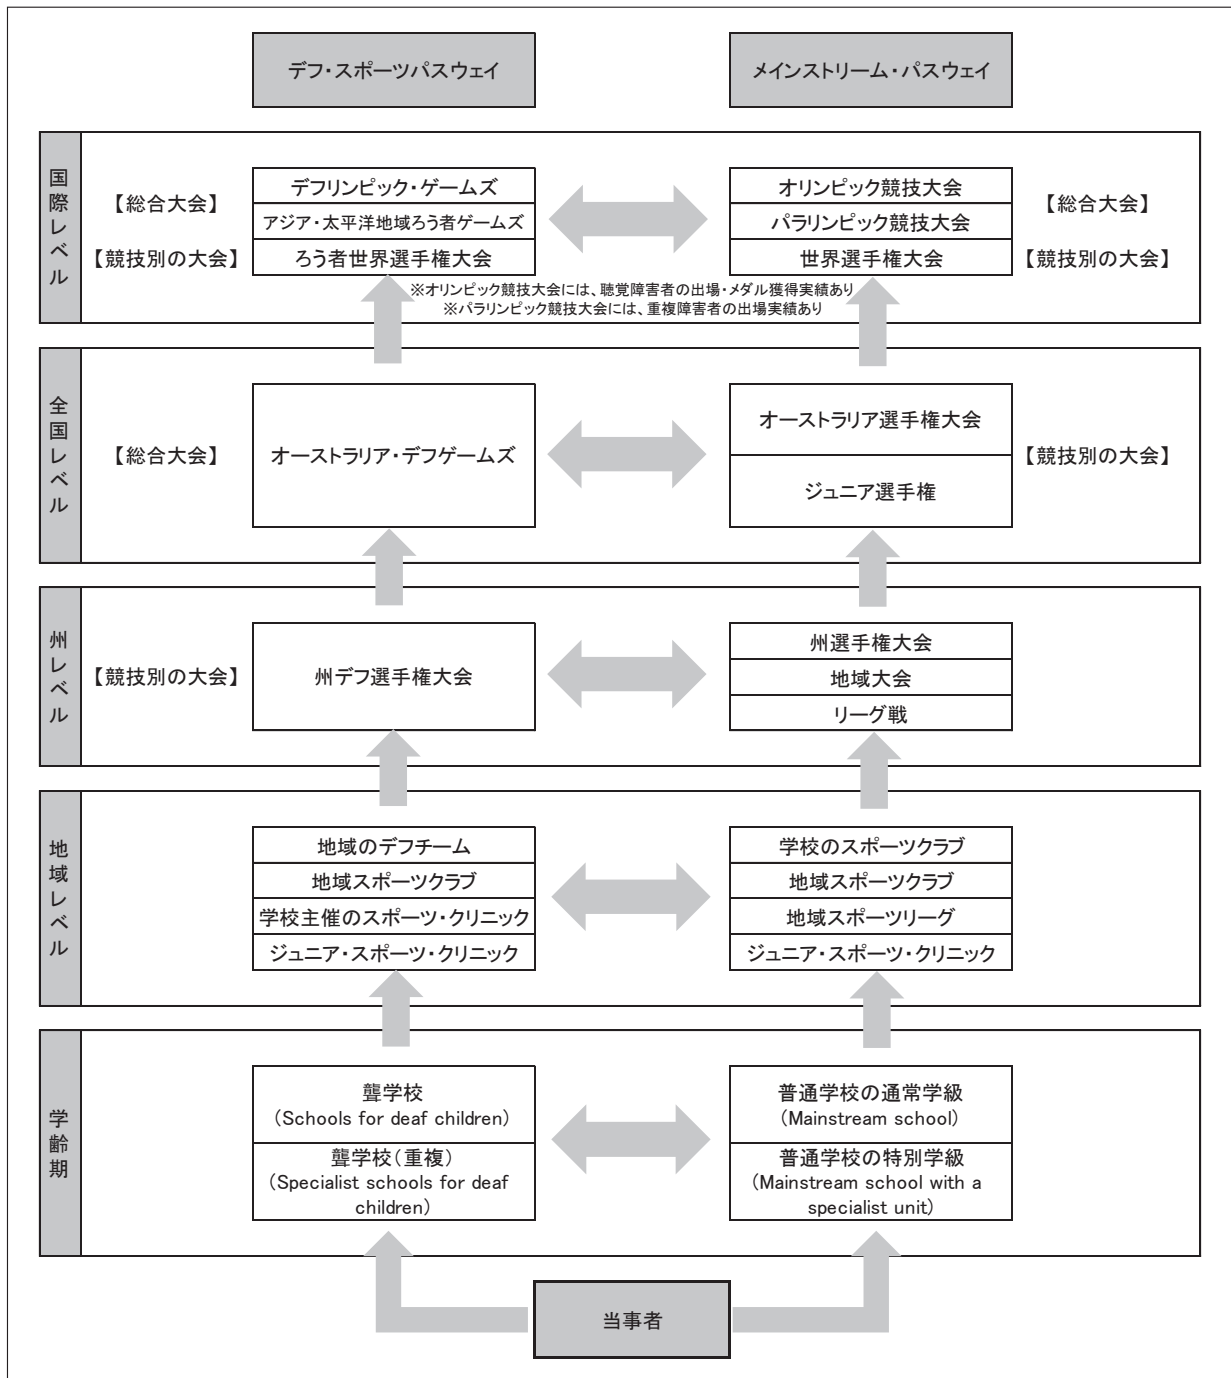 デフ・スポーツパスウェイ
メインストリーム・パスウェイ
国際レベル
【総合大会】
【競技別の大会】
デフリンピック・ゲームズ
アジア・太平洋地域ろう者ゲームズ
ろう者世界選手権大会
オリンピック競技大会
パラリンピック競技大会
世界選手権大会
【総合大会】
【競技別の大会】
※オリンピック競技大会には、聴覚障害者の出場・メダル獲得実績あり
※パラリンピック競技大会には、重複障害者の出場実績あり
全国レベル
【総合大会】
オーストラリア・デフゲームズ
オーストラリア選手権大会
ジュニア選手権
【競技別の大会】
州レベル
【競技別の大会】
州デフ選手権大会
州選手権大会
地域大会
リーグ戦
地域レベル
地域のデフチーム
地域スポーツクラブ
学校主催のスポーツ・クリニック
ジュニア・スポーツ・クリニック
学校のスポーツクラブ
地域スポーツクラブ
地域スポーツリーグ
ジュニア・スポーツ・クリニック
学齢期
聾学校
(Schools for deaf children)
聾学校(重複)
(Specialist schools for deaf
children)
普通学校の通常学級
(Mainstream school)
普通学校の特別学級
(Mainstream school with a
specialist unit)
当事者